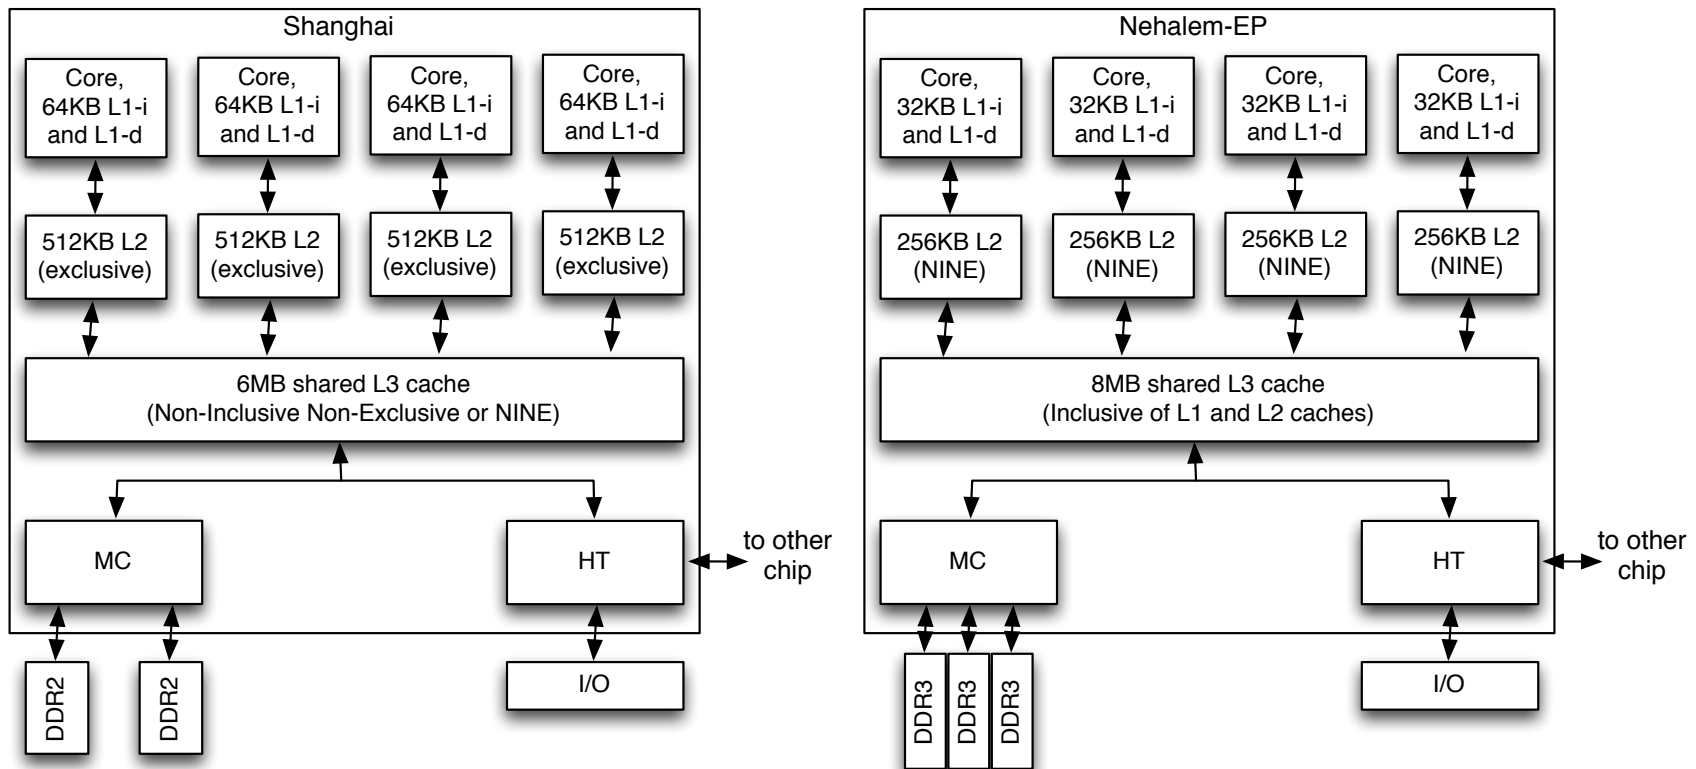 Shanghai
Core,
64KB L1-i
and L1-d
Core,
64KB L1-i
and L1-d
Core,
64KB L1-i
and L1-d
Core,
64KB L1-i
and L1-d
512KB L2
(exclusive)
512KB L2
(exclusive)
512KB L2
(exclusive)
512KB L2
(exclusive)
6MB shared L3 cache
(Non-Inclusive Non-Exclusive or NINE)
MC
HT
to other
chip
DDR2
DDR2
I/O
Nehalem-EP
Core,
32KB L1-i
and L1-d
Core,
32KB L1-i
and L1-d
Core,
32KB L1-i
and L1-d
Core,
32KB L1-i
and L1-d
256KB L2
(NINE)
256KB L2
(NINE)
256KB L2
(NINE)
256KB L2
(NINE)
8MB shared L3 cache
(Inclusive of L1 and L2 caches)
MC
HT
to other
chip
DDR3
DDR3
DDR3
I/O